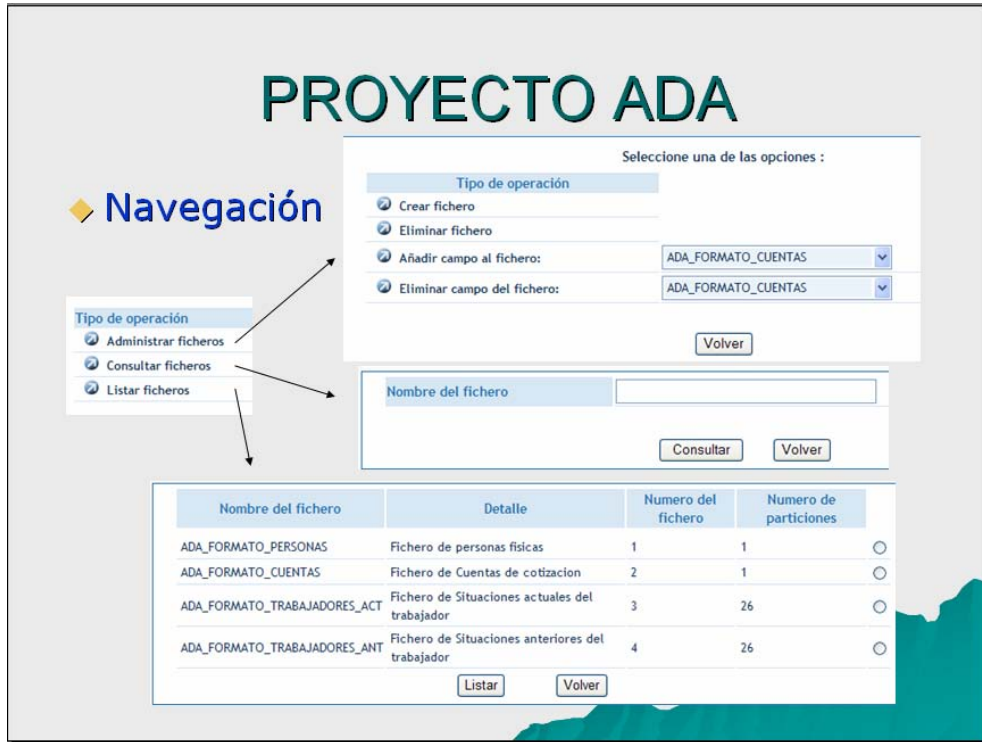 PROYECTO ADA
Navegación
Seleccione una de las opciones :
Tipo de operación
Crear fichero
Eliminar fichero
Añadir campo al fichero: ADA_FORMATO_CUENTAS
Eliminar campo del fichero: ADA_FORMATO_CUENTAS
Volver
Tipo de operación
Administrar ficheros
Consultar ficheros
Listar ficheros
Nombre del fichero
Consultar Volver
Nombre del fichero Detalle Numero del fichero Numero de particiones
ADA_FORMATO_PERSONAS Fichero de personas fisicas 1 1
ADA_FORMATO_CUENTAS Fichero de Cuentas de cotizacion 2 1
ADA_FORMATO_TRABAJADORES_ACT Fichero de Situaciones actuales del trabajador 3 26
ADA_FORMATO_TRABAJADORES_ANT Fichero de Situaciones anteriores del trabajador 4 26
Listar Volver